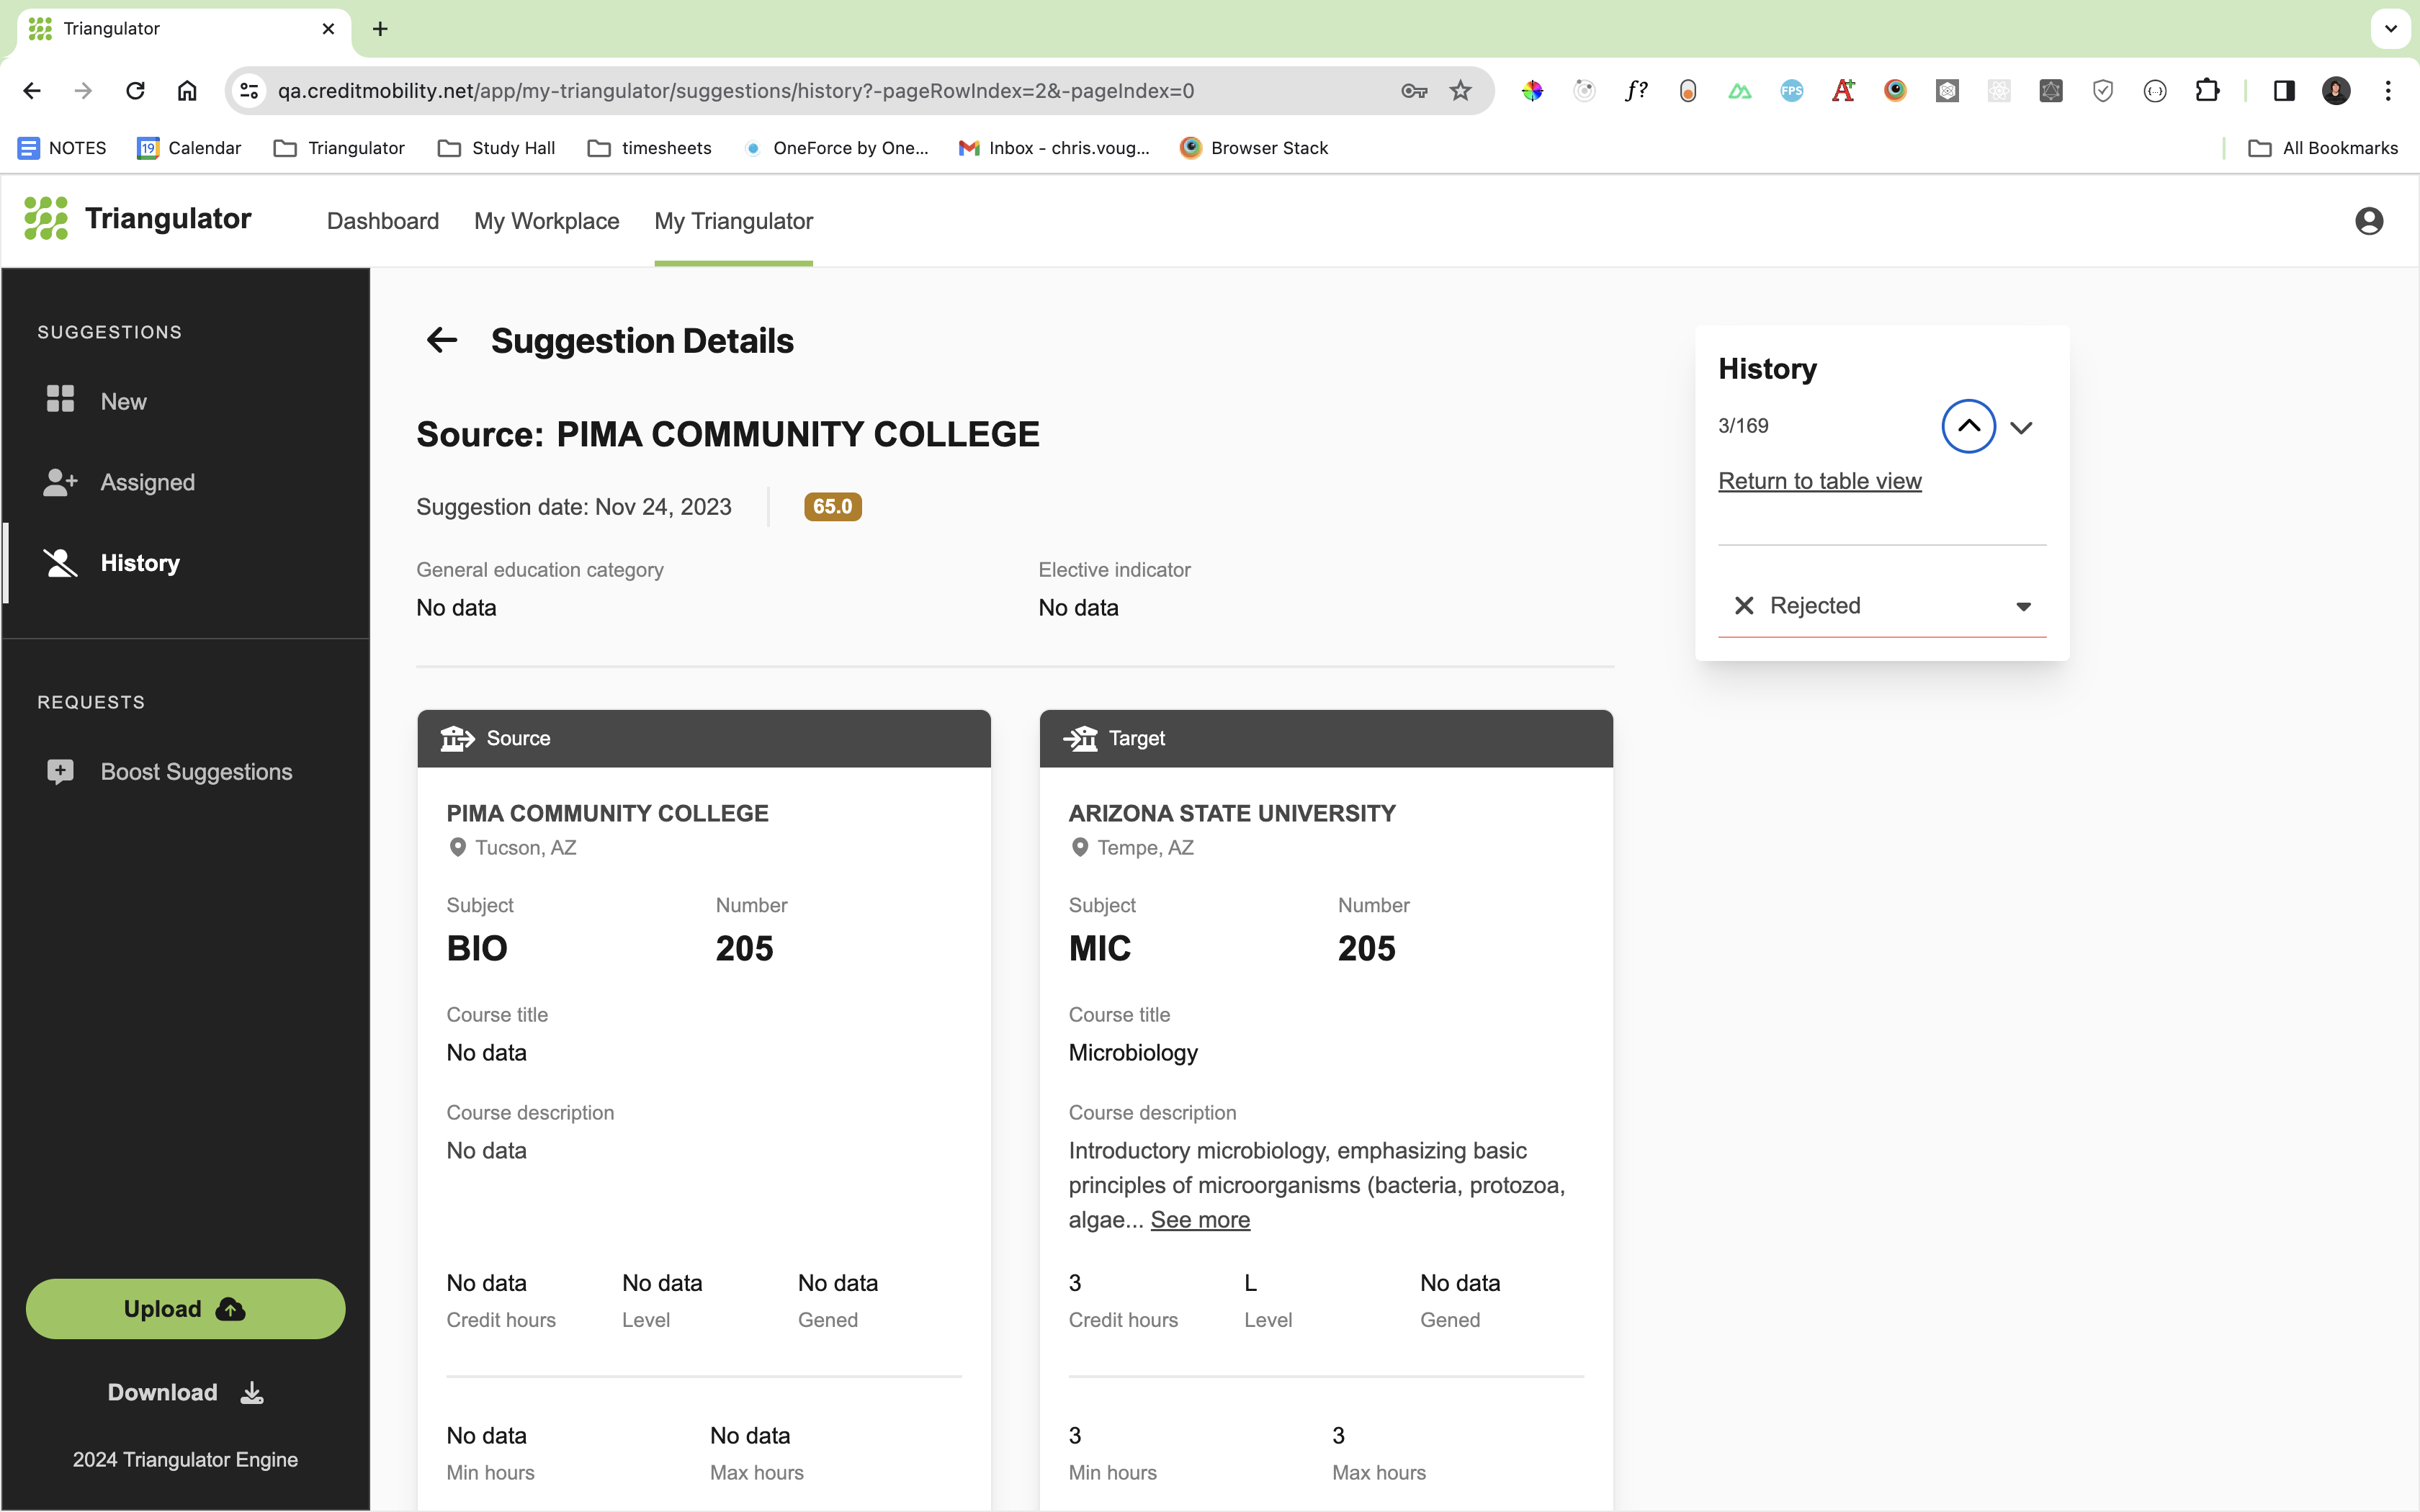 Triangulator
qa.creditmobility.net/app/my-triangulator/suggestions/history?-pageRowIndex=2&-pageIndex=0
f?
FPS
A+
{...}
NOTES
19
Calendar
Triangulator
Study Hall
timesheets
OneForce by One...
Inbox - chris.voug...
Browser Stack
All Bookmarks
Triangulator
Dashboard
My Workplace
My Triangulator
SUGGESTIONS
New
Assigned
History
REQUESTS
Boost Suggestions
Upload
Download
2024 Triangulator Engine
Suggestion Details
Source: PIMA COMMUNITY COLLEGE
Suggestion date: Nov 24, 2023
65.0
General education category
No data
Elective indicator
No data
Source
PIMA COMMUNITY COLLEGE
Tucson, AZ
Subject
BIO
Number
205
Course title
No data
Course description
No data
No data
Credit hours
No data
Level
No data
Gened
No data
Min hours
No data
Max hours
Target
ARIZONA STATE UNIVERSITY
Tempe, AZ
Subject
MIC
Number
205
Course title
Microbiology
Course description
Introductory microbiology, emphasizing basic
principles of microorganisms (bacteria, protozoa,
algae... See more
3
Credit hours
L
Level
No data
Gened
3
Min hours
3
Max hours
History
3/169
Return to table view
Rejected